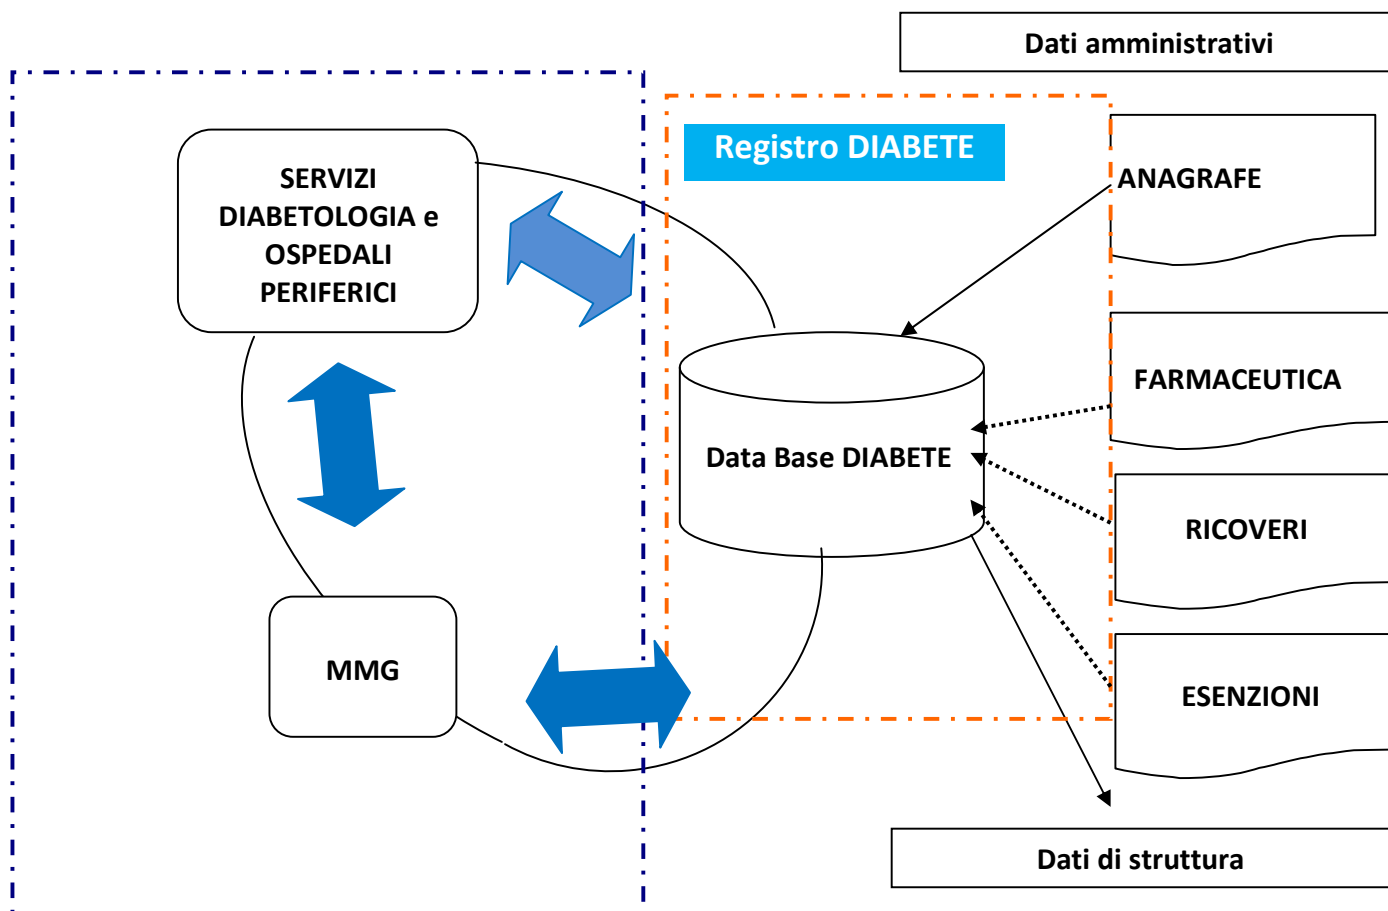 Dati amministrativi
Registro DIABETE
ANAGRAFE
SERVIZI
DIABETOLOGIA e
OSPEDALI
PERIFERICI
FARMACEUTICA
Data Base DIABETE
RICOVERI
MMG
ESENZIONI
Dati di struttura